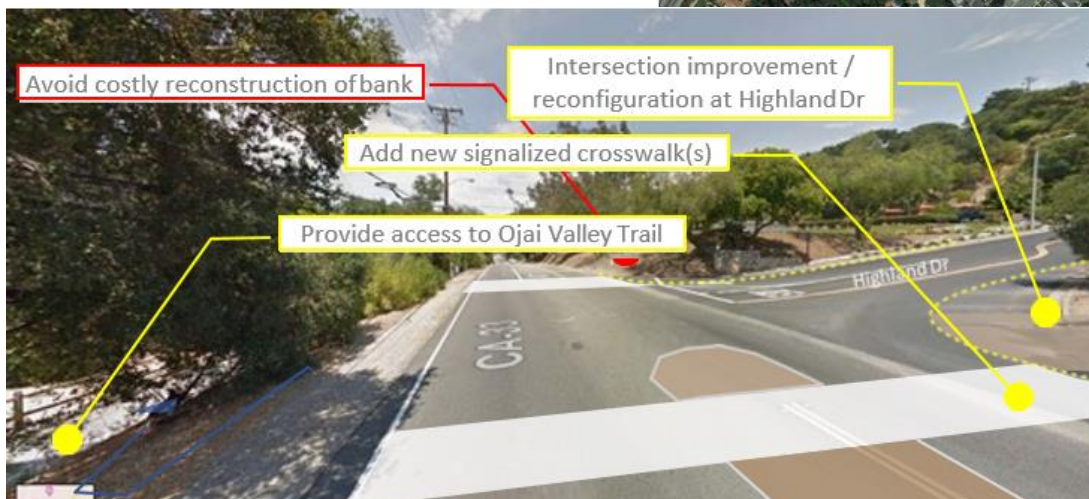 Avoid costly reconstruction of bank
Intersection improvement /
reconfiguration at Highland Dr
Add new signalized crosswalk(s)
Provide access to Ojai Valley Trail
Highland Dr
CA-33